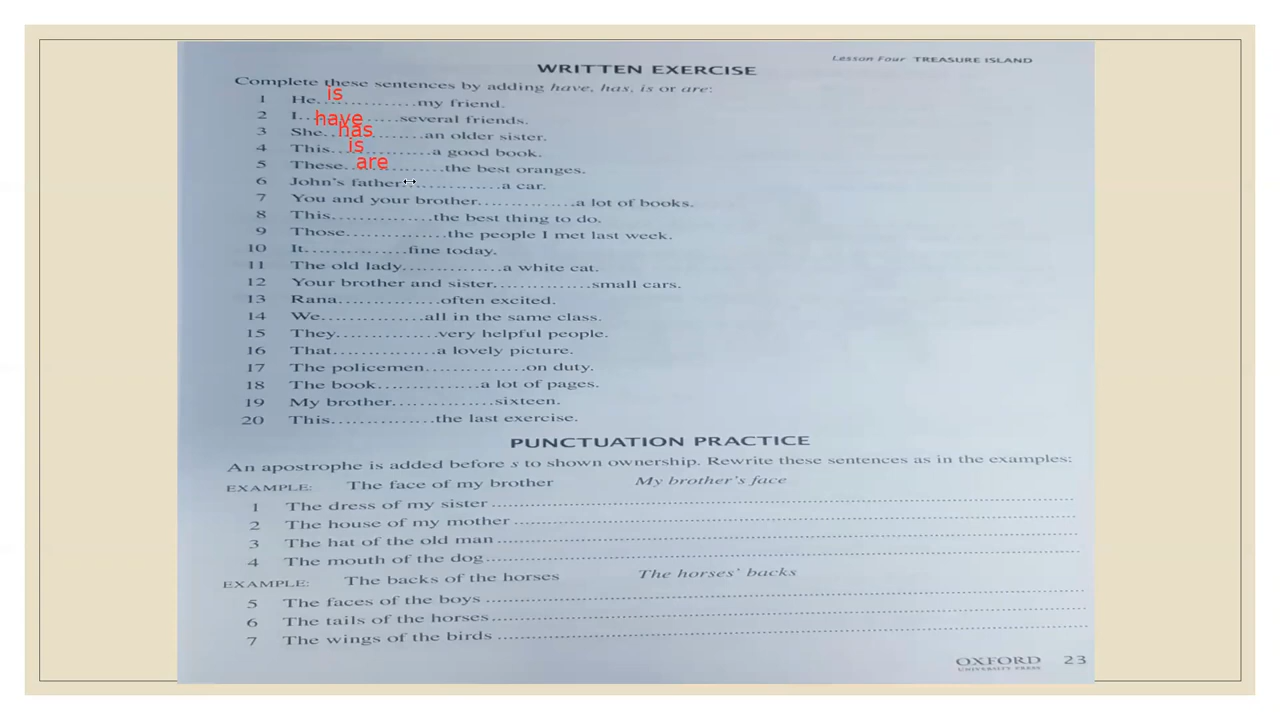 Lesson Four TREASURE ISLAND
WRITTEN EXERCISE
Complete these sentences by adding have, has, is or are:
1 He. is .............my friend.
2 I.. have .....several friends.
3 She.. has ........an older sister.
4 This.. is ...........a good book.
5 These. are .........the best oranges.
6 John's father..............a car.
7 You and your brother..............a lot of books.
8 This..............the best thing to do.
9 Those..............the people I met last week.
10 It..............fine today.
11 The old lady..............a white cat.
12 Your brother and sister..............small cars.
13 Rana..............often excited.
14 We..............all in the same class.
15 They..............very helpful people.
16 That..............a lovely picture.
17 The policemen..............on duty.
18 The book..............a lot of pages.
19 My brother..............sixteen.
20 This..............the last exercise.
PUNCTUATION PRACTICE
An apostrophe is added before s to shown ownership. Rewrite these sentences as in the examples:
EXAMPLE: The face of my brother My brother's face
1 The dress of my sister
2 The house of my mother
3 The hat of the old man
4 The mouth of the dog
EXAMPLE: The backs of the horses The horses' backs
5 The faces of the boys
6 The tails of the horses
7 The wings of the birds
OXFORD 23
UNIVERSITY PRESS